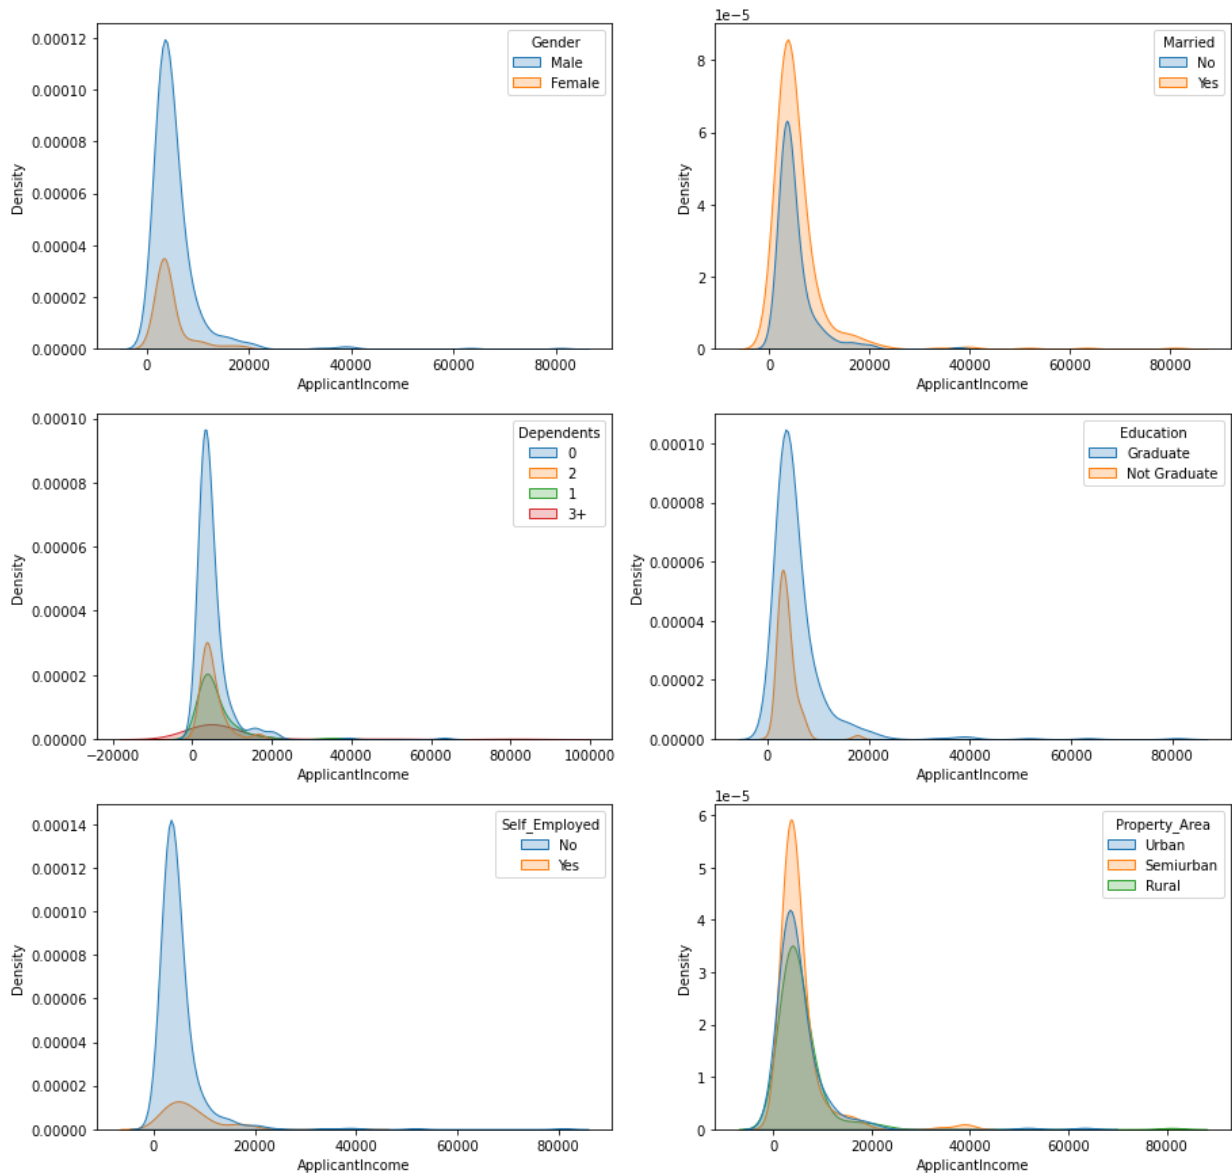 Gender
Male
Female
0.00012
0.00010
0.00008
0.00006
0.00004
0.00002
0.00000
Density
0 20000 40000 60000 80000
ApplicantIncome
1e−5
Married
No
Yes
8
6
4
2
0
Density
0 20000 40000 60000 80000
ApplicantIncome
Dependents
0
2
1
3+
0.00010
0.00008
0.00006
0.00004
0.00002
0.00000
Density
−20000 0 20000 40000 60000 80000 100000
ApplicantIncome
Education
Graduate
Not Graduate
0.00010
0.00008
0.00006
0.00004
0.00002
0.00000
Density
0 20000 40000 60000 80000
ApplicantIncome
Self_Employed
No
Yes
0.00014
0.00012
0.00010
0.00008
0.00006
0.00004
0.00002
0.00000
Density
0 20000 40000 60000 80000
ApplicantIncome
1e−5
Property_Area
Urban
Semiurban
Rural
6
5
4
3
2
1
0
Density
0 20000 40000 60000 80000
ApplicantIncome